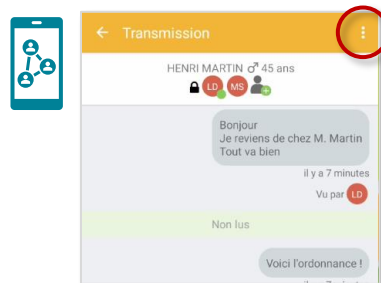 Transmission
HENRI MARTIN ♂ 45 ans
LD MS
Bonjour
Je reviens de chez M. Martin
Tout va bien
il y a 7 minutes
Vu par LD
Non lus
Voici l'ordonnance !